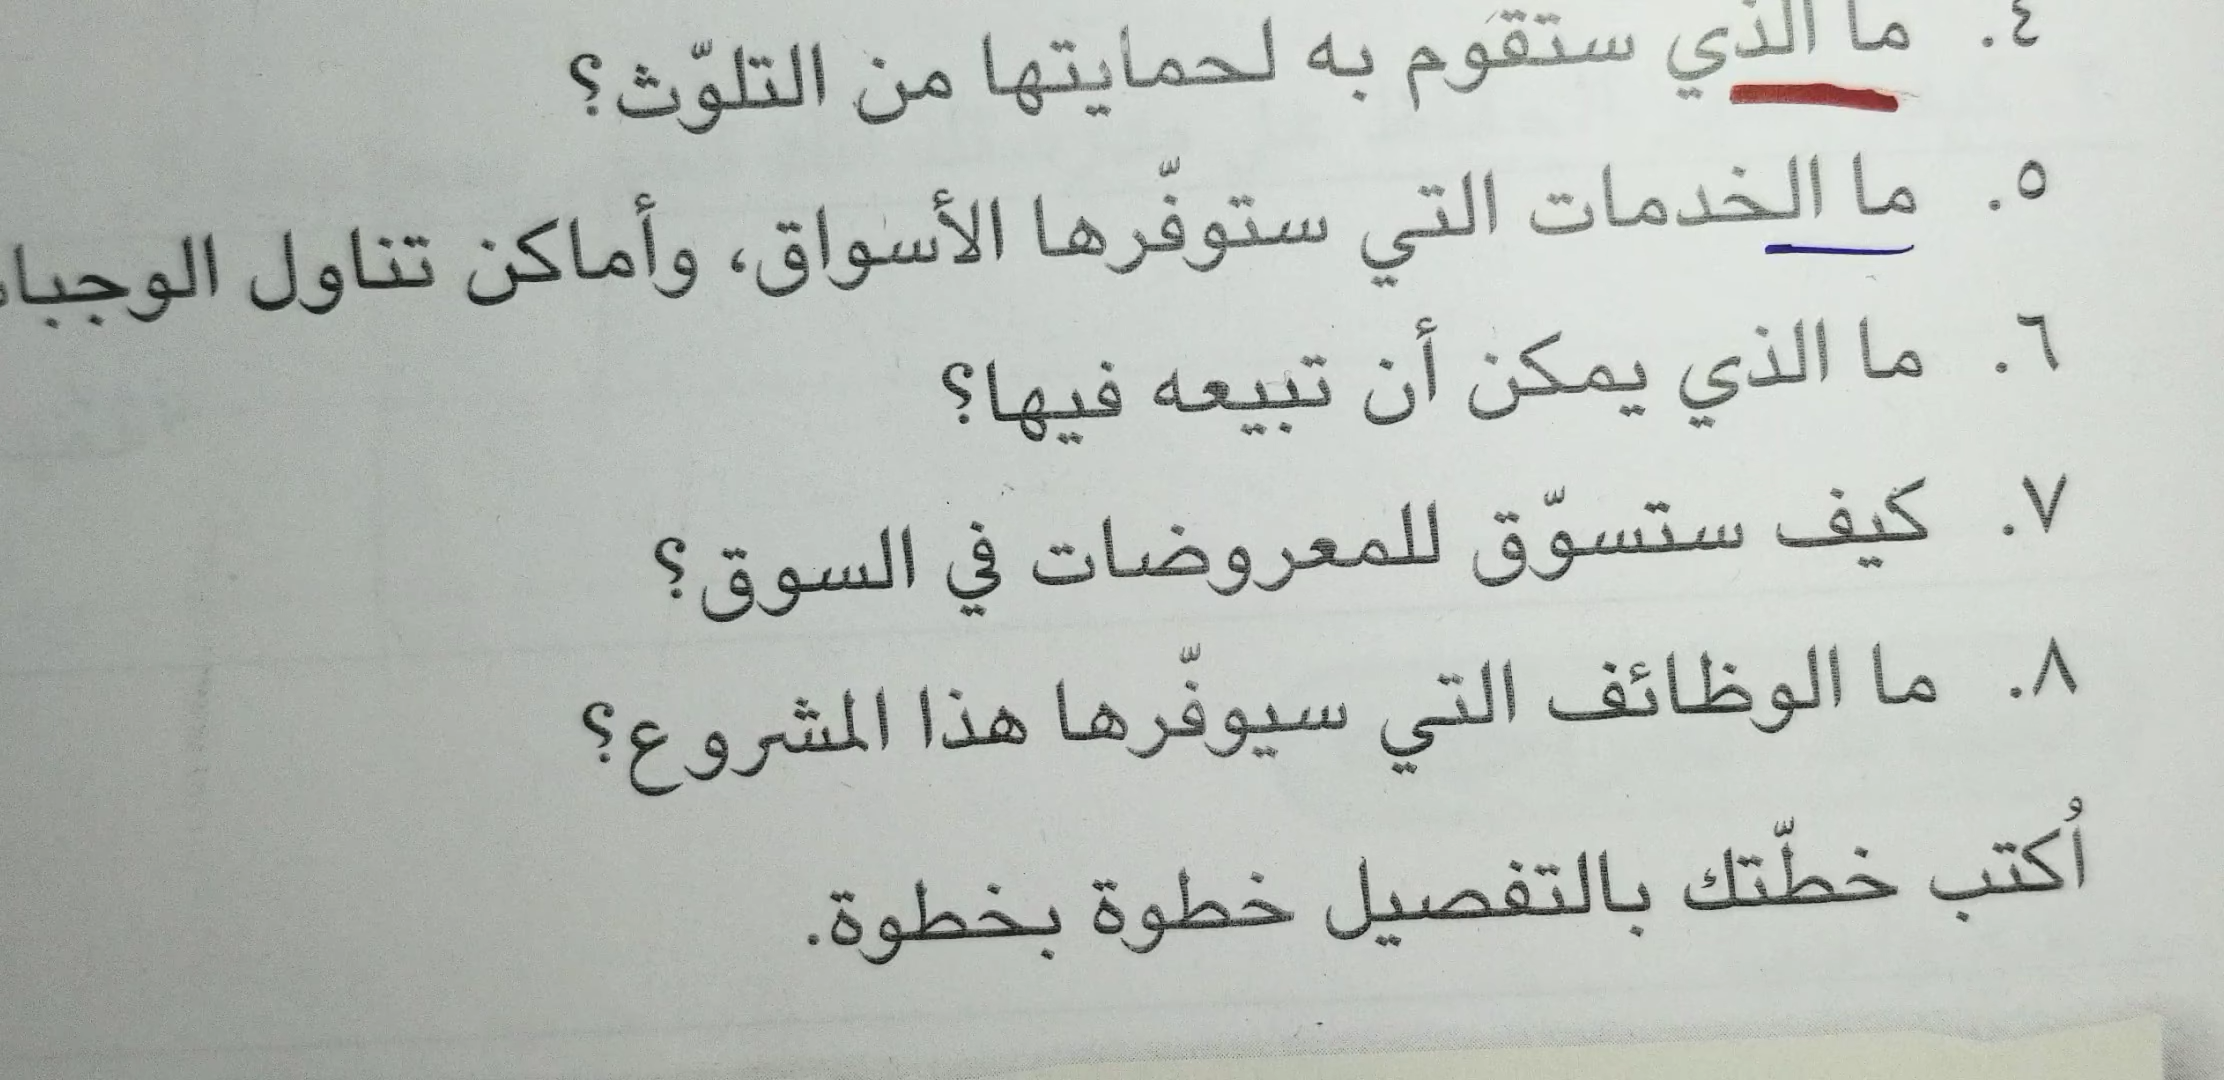 ٤. ما الذي ستقوم به لحمايتها من التلوّث؟
٥. ما الخدمات التي ستوفّرها الأسواق، وأماكن تناول
٦. ما الذي يمكن أن تبيعه فيها؟
٧. كيف ستسوّق للمعروضات في السوق؟
٨. ما الوظائف التي سيوفّرها هذا المشروع؟
أُكتب خطّتك بالتفصيل خطوة بخطوة.